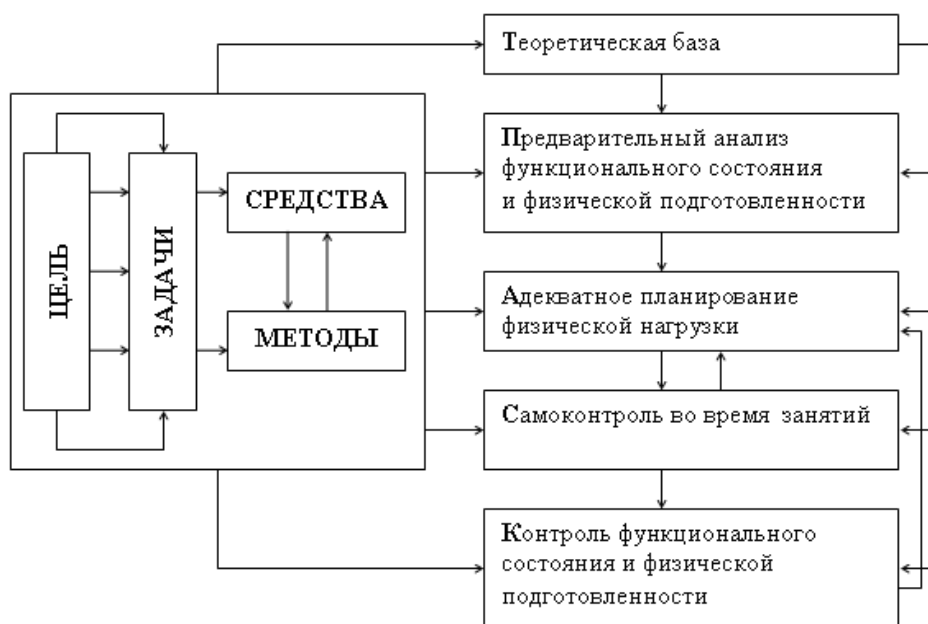 ЦЕЛЬ
ЗАДАЧИ
СРЕДСТВА
МЕТОДЫ
Теоретическая база
Предварительный анализ
функционального состояния
и физической подготовленности
Адекватное планирование
физической нагрузки
Самоконтроль во время занятий
Контроль функционального
состояния и физической
подготовленности